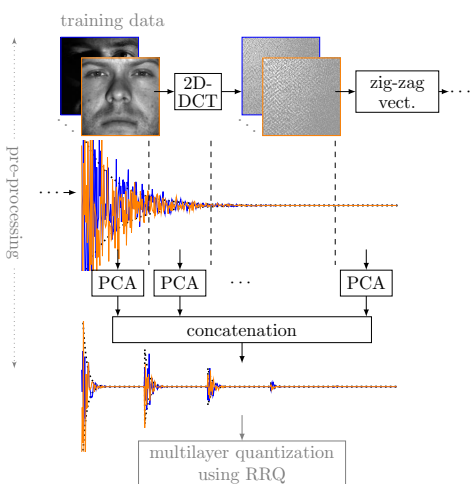 training data
2D-
DCT
zig-zag
vect.
...
pre-processing
...
PCA
PCA
...
PCA
concatenation
multilayer quantization
using RRQ